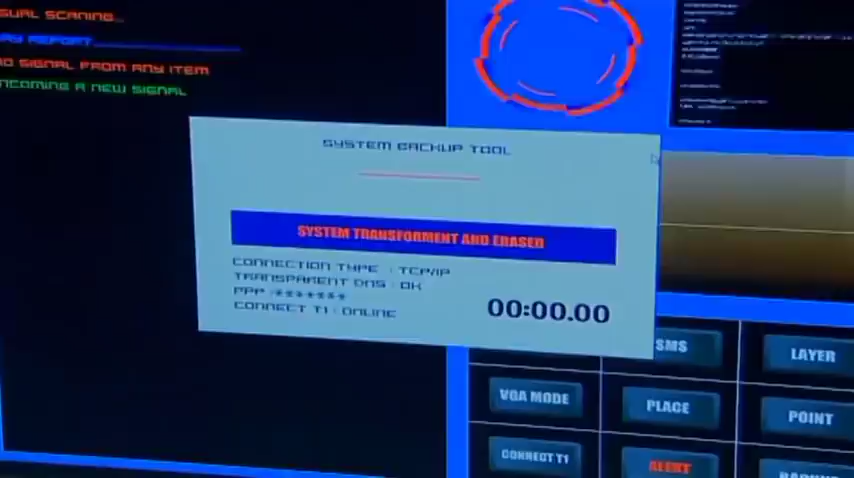 SUAL SCANING..
AY REPORT
O SIGNAL FROM ANY ITEM
NCOMING A NEW SIGNAL
SYSTEM BACKUP TOOL
SYSTEM TRANSFORMENT AND ERASED
CONNECTION TYPE : TCP/IP
TRANSPARENT DNS : OK
PPP :*******
CONNECT T1 : ONLINE
00:00.00
SMS
LAYER
VGA MODE
PLACE
POINT
CONNECT T1
ALERT